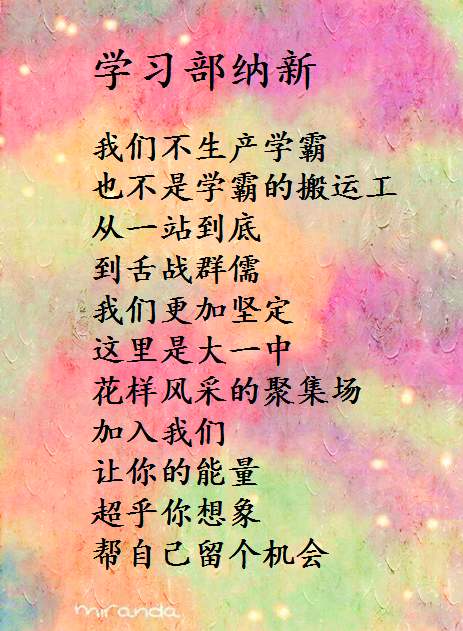 学习部纳新
我们不生产学霸
也不是学霸的搬运工
从一站到底
到舌战群儒
我们更加坚定
这里是大一中
花样风采的聚集场
加入我们
让你的能量
超乎你想象
帮自己留个机会
miranda